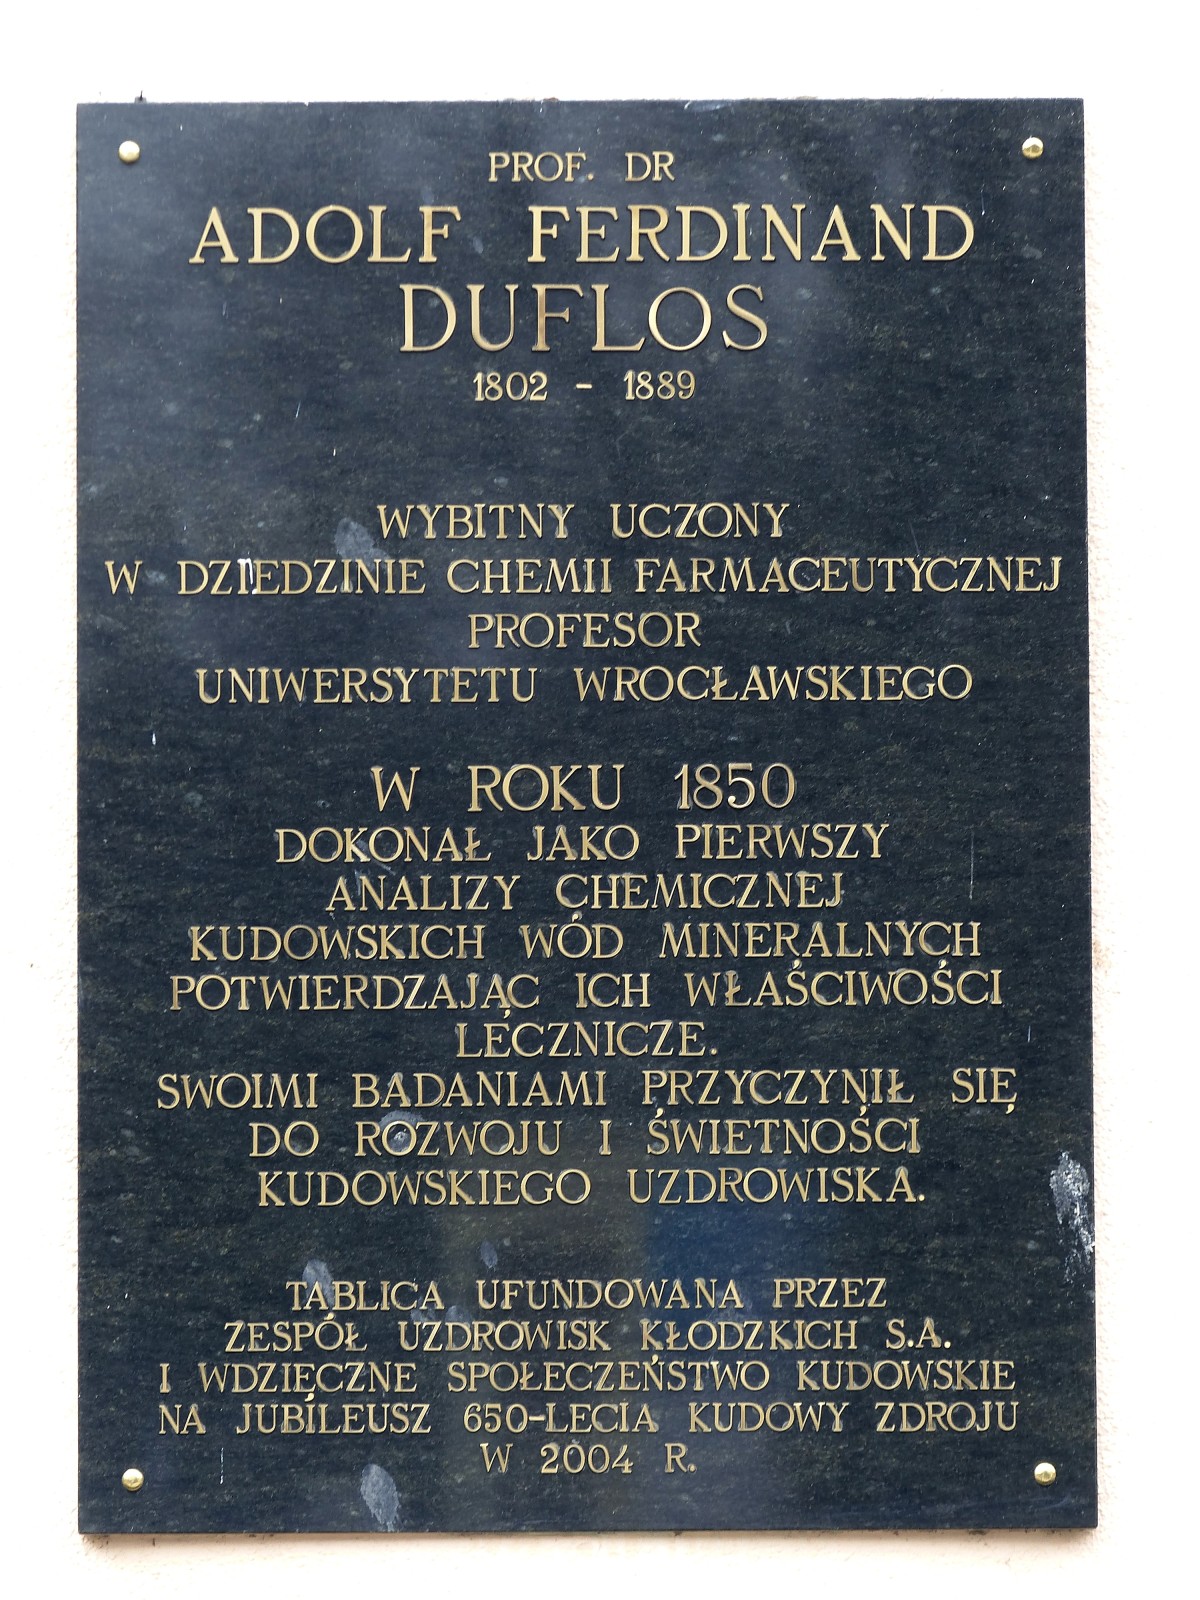 PROF. DR
ADOLF FERDINAND
DUFLOS
1802 - 1889
WYBITNY UCZONY
W DZIEDZINIE CHEMII FARMACEUTYCZNEJ
PROFESOR
UNIWERSYTETU WROCŁAWSKIEGO
W ROKU 1850
DOKONAŁ JAKO PIERWSZY
ANALIZY CHEMICZNEJ
KUDOWSKICH WÓD MINERALNYCH
POTWIERDZAJĄC ICH WŁAŚCIWOŚCI
LECZNICZE.
SWOIMI BADANIAMI PRZYCZYNIŁ SIĘ
DO ROZWOJU I ŚWIETNOŚCI
KUDOWSKIEGO UZDROWISKA.
TABLICA UFUNDOWANA PRZEZ
ZESPÓŁ UZDROWISK KŁODZKICH S.A.
I WDZIĘCZNE SPOŁECZEŃSTWO KUDOWSKIE
NA JUBILEUSZ 650-LECIA KUDOWY ZDROJU
W 2004 R.